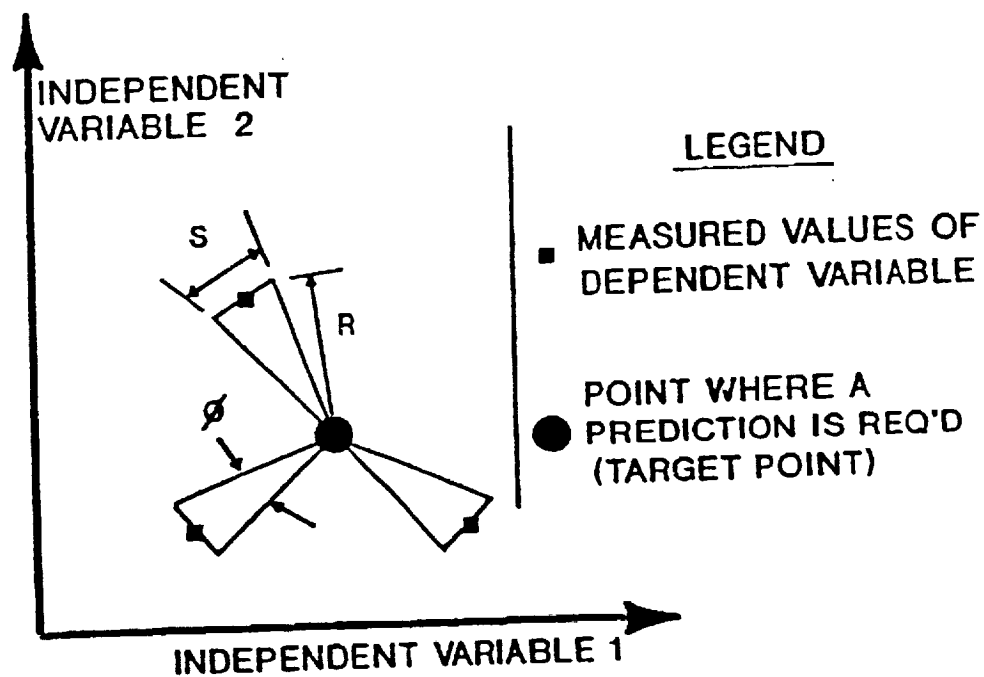 INDEPENDENT
VARIABLE 2
LEGEND
S
MEASURED VALUES OF
DEPENDENT VARIABLE
R
Ø
POINT WHERE A
PREDICTION IS REQ'D
(TARGET POINT)
INDEPENDENT VARIABLE 1